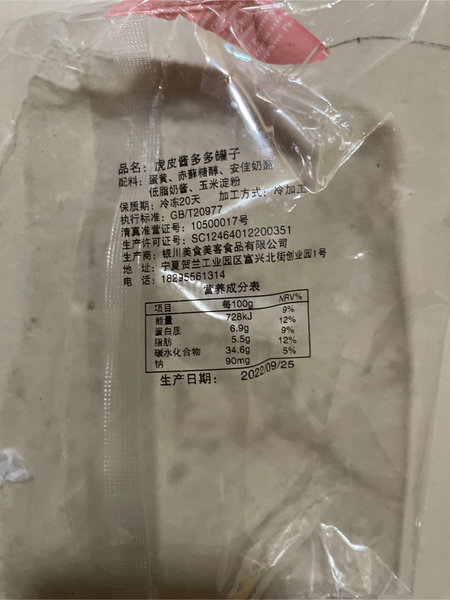 品名：虎皮酱多多罐子
配料：蛋黄、赤藓糖醇、安佳奶酪
低脂奶酱、玉米淀粉
保质期：冷冻20天 加工方式：冷加工
执行标准：GB/T20977
清真准营证号：10500017号
生产许可证号：SC12464012200351
生产商：银川美食美客食品有限公司
地 址：宁夏贺兰工业园区富兴北街创业园1号
电 话：18295561314
营养成分表
项目 每100g NRV%
能量 728kJ 9%
蛋白质 6.9g 12%
脂肪 5.5g 9%
碳水化合物 34.6g 12%
钠 90mg 5%
生产日期：2022/09/25